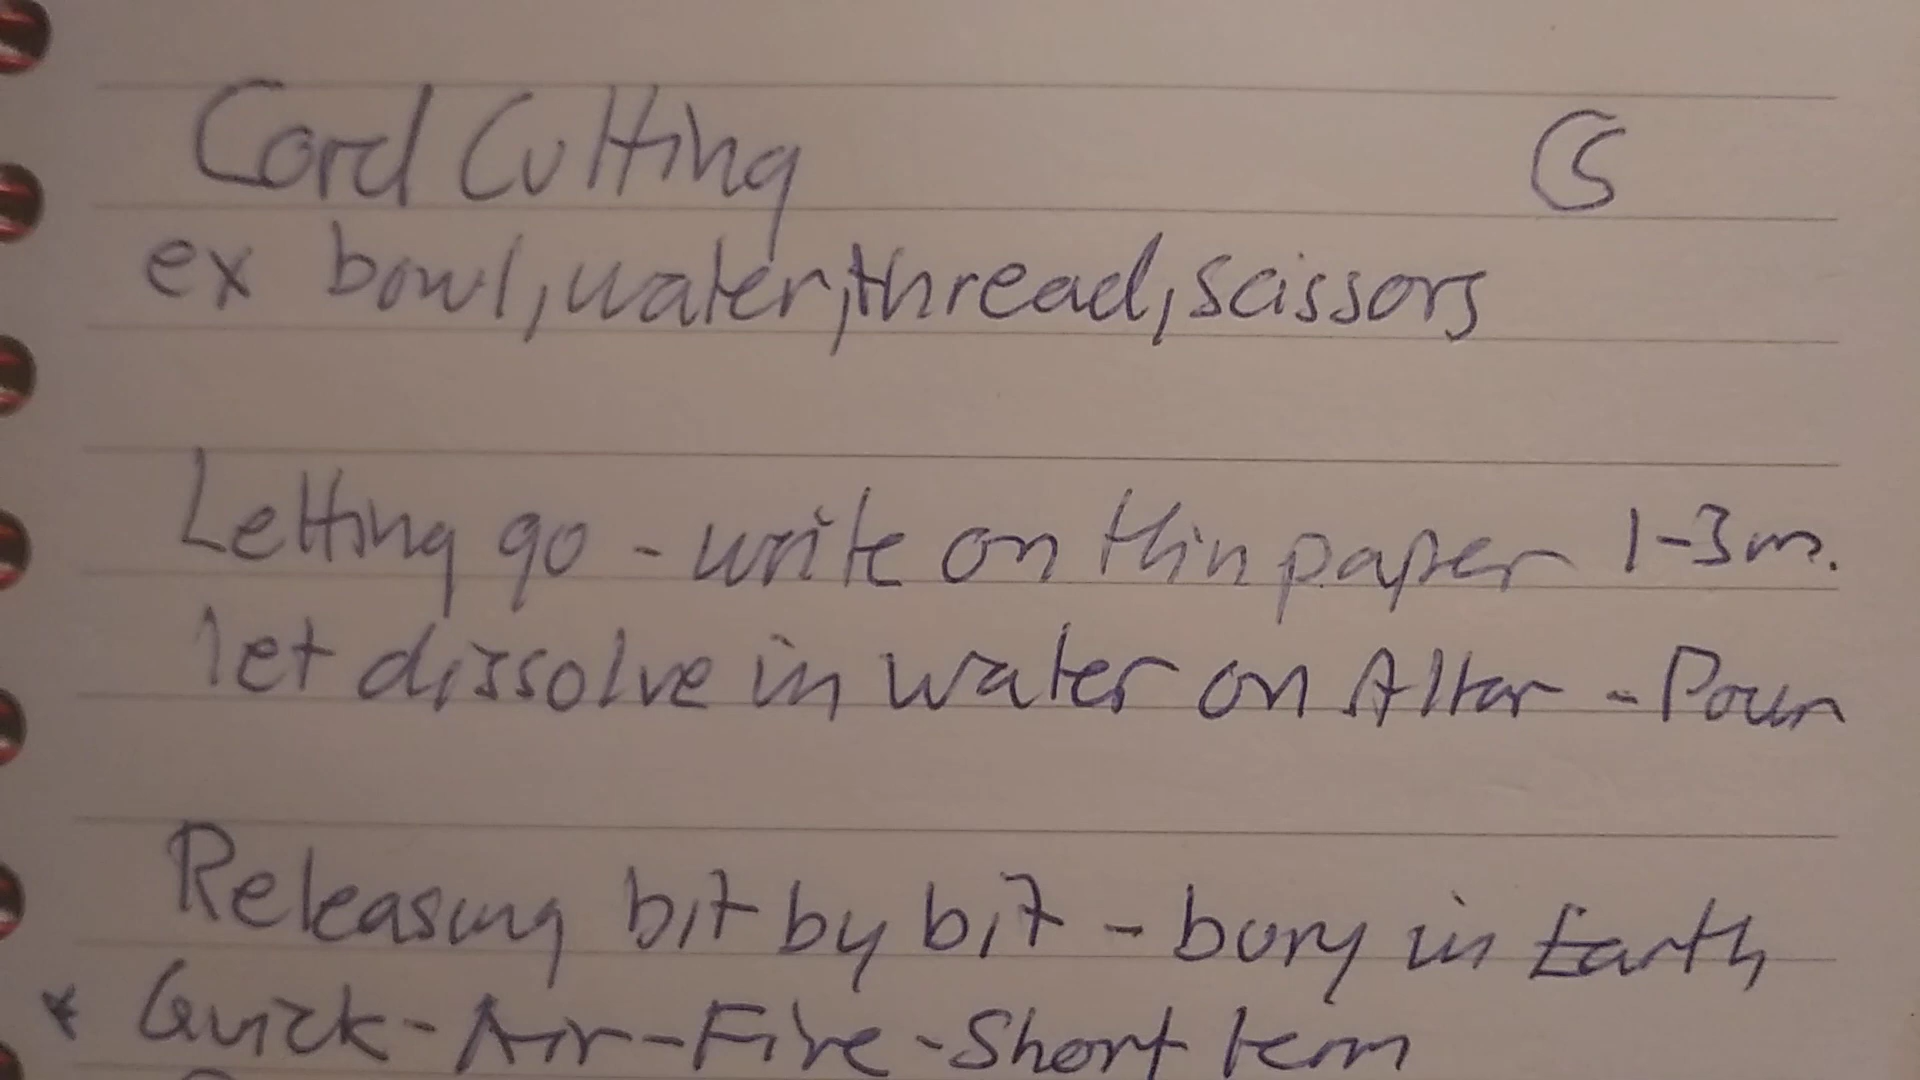 Cord Cutting
ex bowl, water, thread, scissors
Letting go - write on thin paper 1-3 m.
let dissolve in water on Altar - Pour
Releasing bit by bit - bury in Earth
* Quick - Air - Fire - Short term